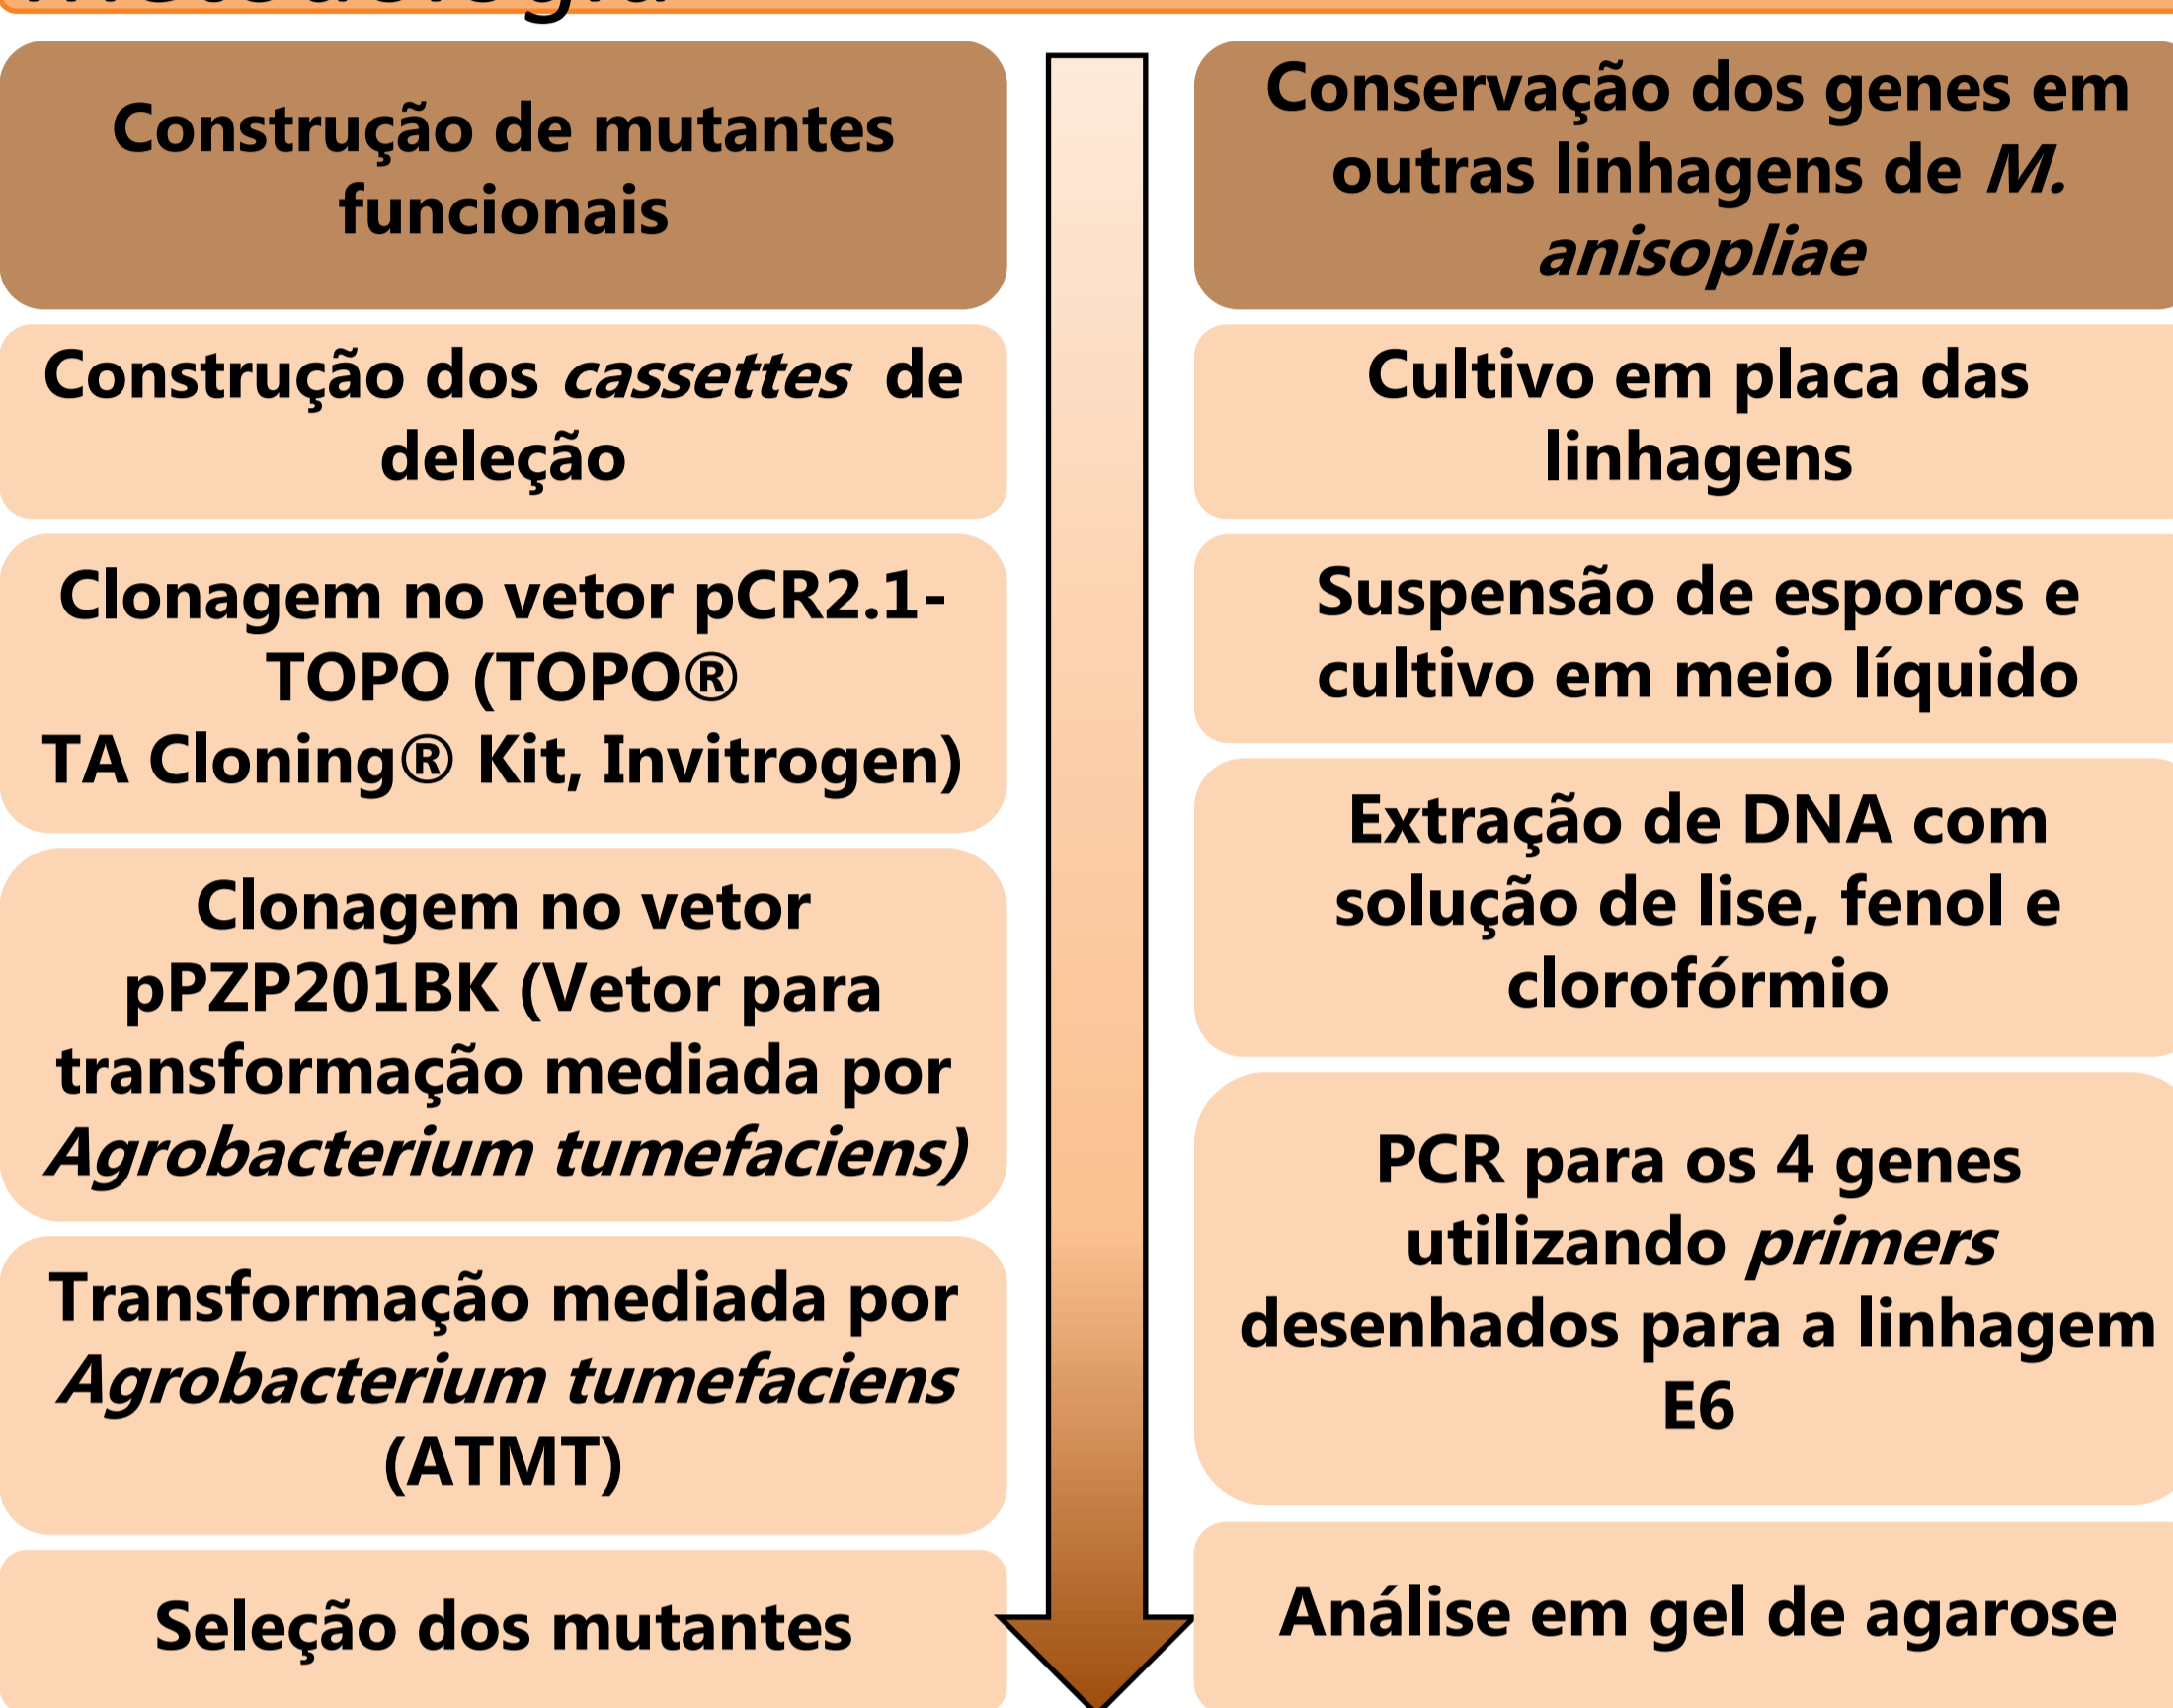 Construção de mutantes
funcionais
Construção dos cassettes de
deleção
Clonagem no vetor pCR2.1-
TOPO (TOPO®
TA Cloning® Kit, Invitrogen)
Clonagem no vetor
pPZP201BK (Vetor para
transformação mediada por
Agrobacterium tumefaciens)
Transformação mediada por
Agrobacterium tumefaciens
(ATMT)
Seleção dos mutantes
Conservação dos genes em
outras linhagens de M.
anisopliae
Cultivo em placa das
linhagens
Suspensão de esporos e
cultivo em meio líquido
Extração de DNA com
solução de lise, fenol e
clorofórmio
PCR para os 4 genes
utilizando primers
desenhados para a linhagem
E6
Análise em gel de agarose